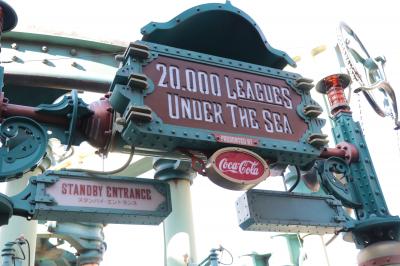 20,000 LEAGUES
UNDER THE SEA
PRESENTED BY
Coca-Cola
STANDBY ENTRANCE
スタンバイ・エントランス